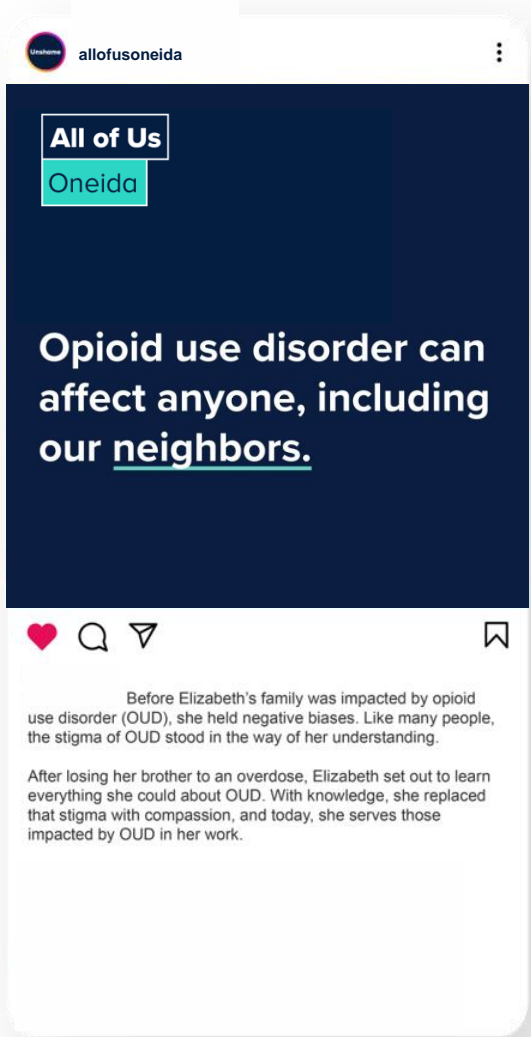 Unshame
allofusoneida
All of Us
Oneida
Opioid use disorder can
affect anyone, including
our neighbors.
Before Elizabeth's family was impacted by opioid
use disorder (OUD), she held negative biases. Like many people,
the stigma of OUD stood in the way of her understanding.
After losing her brother to an overdose, Elizabeth set out to learn
everything she could about OUD. With knowledge, she replaced
that stigma with compassion, and today, she serves those
impacted by OUD in her work.